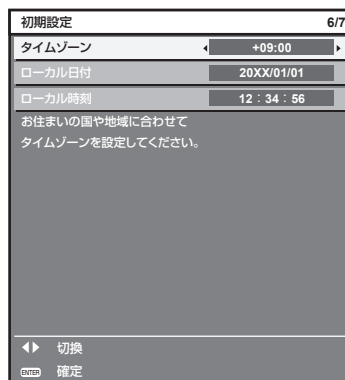 初期設定 6/7
タイムゾーン +09:00
ローカル日付 20XX/01/01
ローカル時刻 12：34：56
お住まいの国や地域に合わせて
タイムゾーンを設定してください。
切換
ENTER 確定